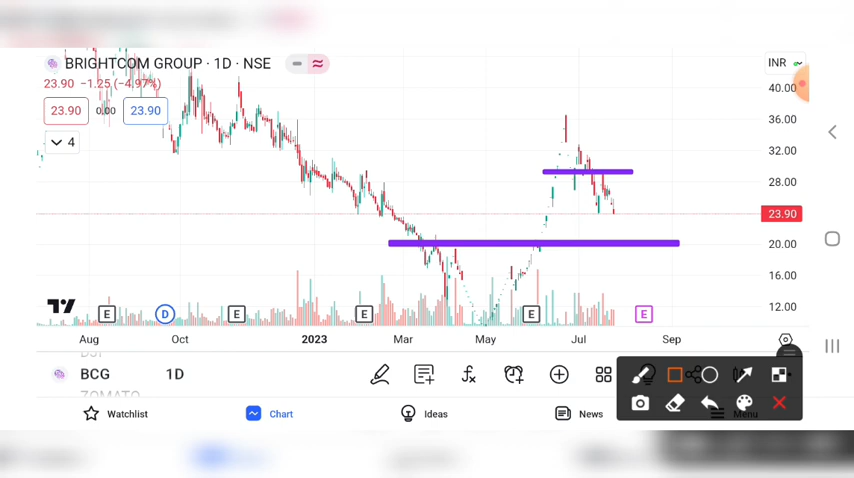 BRIGHTCOM GROUP · 1D · NSE
INR
23.90 −1.25 (−4.97%)
23.90 0.00 23.90
4
40.00
36.00
32.00
28.00
23.90
20.00
16.00
12.00
E D E E E E
Aug Oct 2023 Mar May Jul Sep
BCG 1D
ZOMATO
Watchlist Chart Ideas News Menu